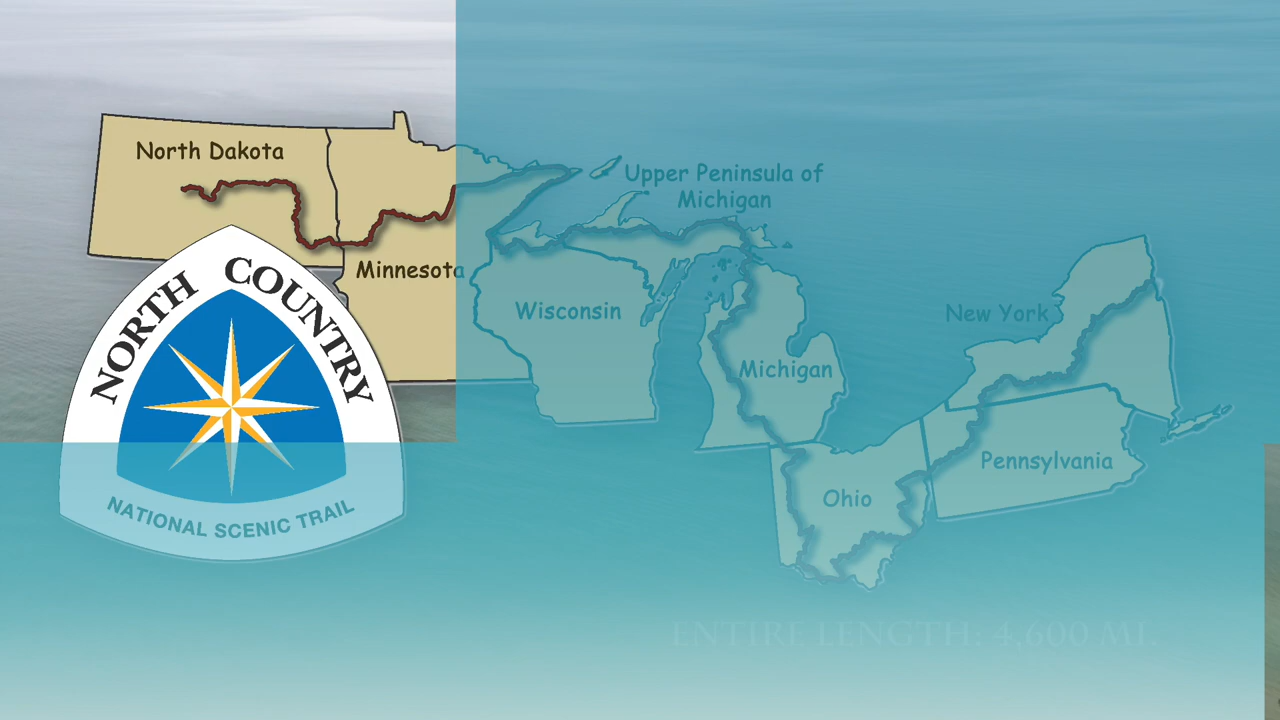 North Dakota
Upper Peninsula of
Michigan
Minnesota
NORTH COUNTRY
Wisconsin
New York
Michigan
Pennsylvania
Ohio
NATIONAL SCENIC TRAIL
ENTIRE LENGTH: 4,600 MI.